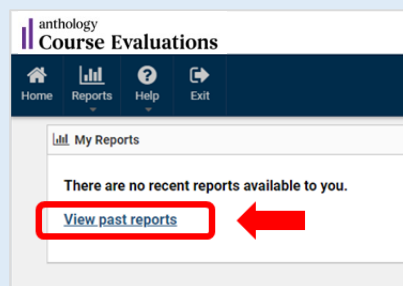 anthology
Course Evaluations
Home Reports ? Help Exit
My Reports
There are no recent reports available to you.
View past reports